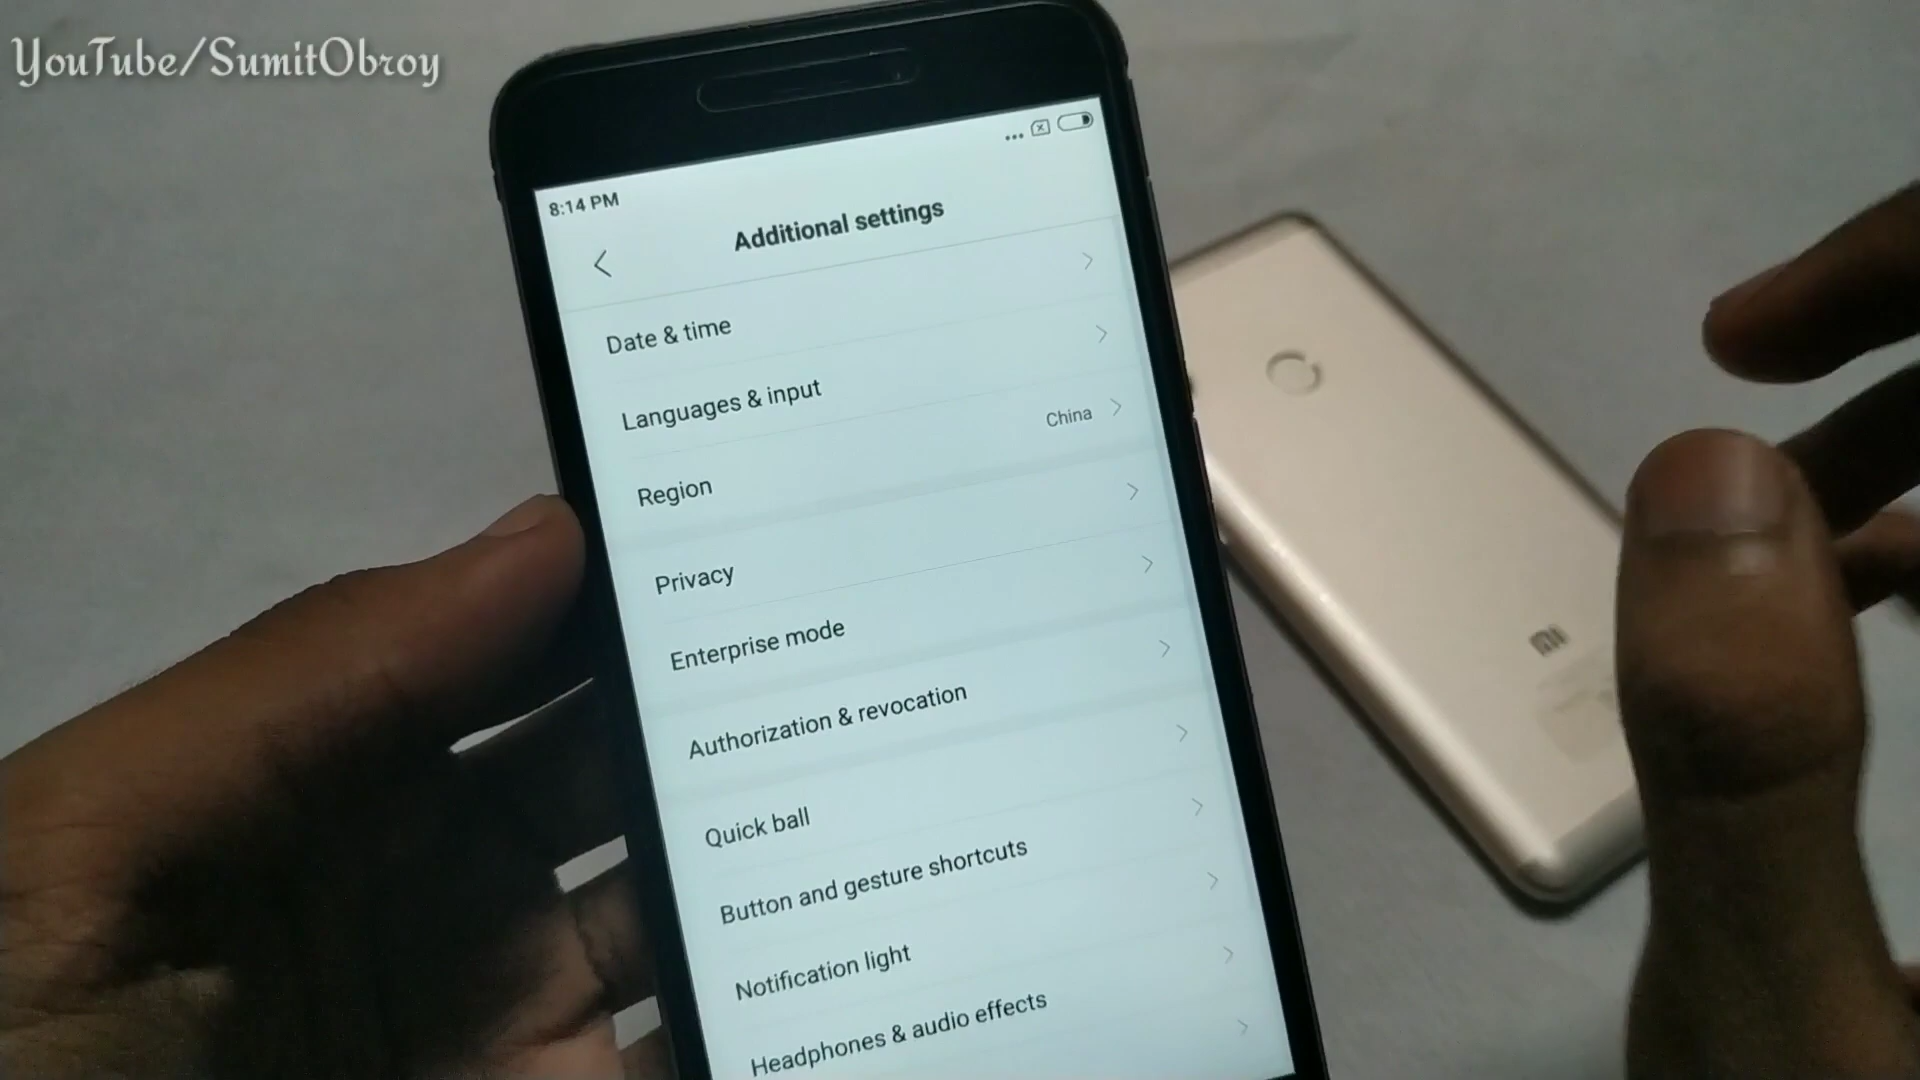 YouTube/SumitObroy
8:14 PM
Additional settings
Date & time
Languages & input
Region
China
Privacy
Enterprise mode
Authorization & revocation
Quick ball
Button and gesture shortcuts
Notification light
Headphones & audio effects
MI